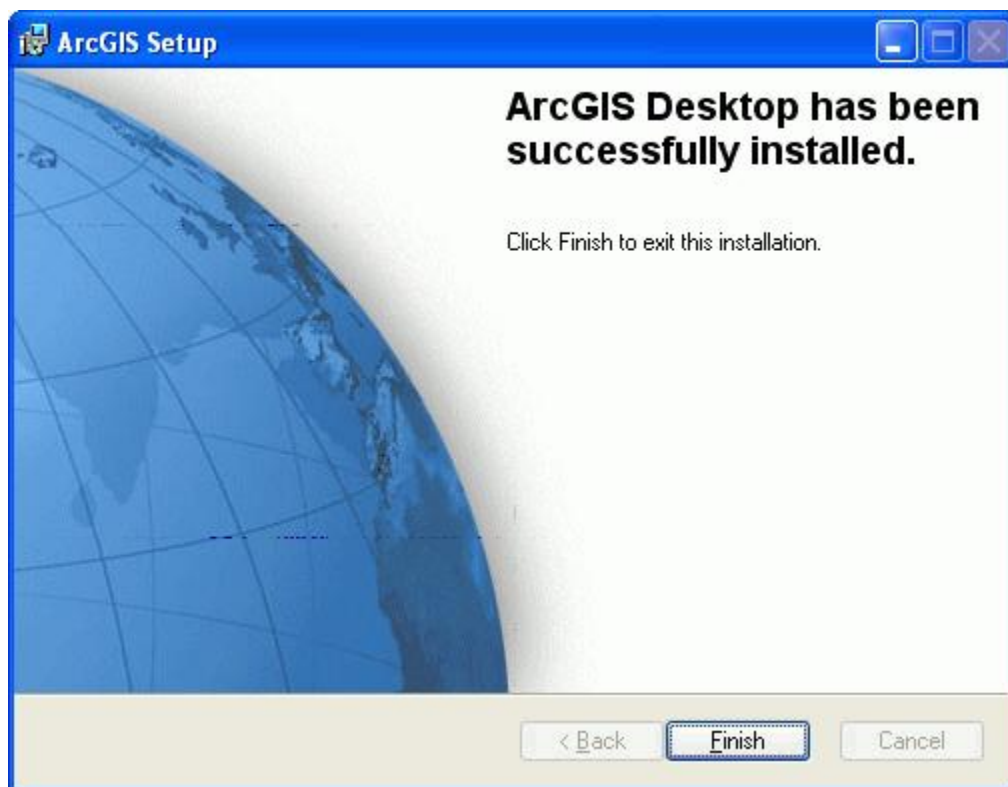 ArcGIS Setup
ArcGIS Desktop has been
successfully installed.
Click Finish to exit this installation.
< Back
Finish
Cancel